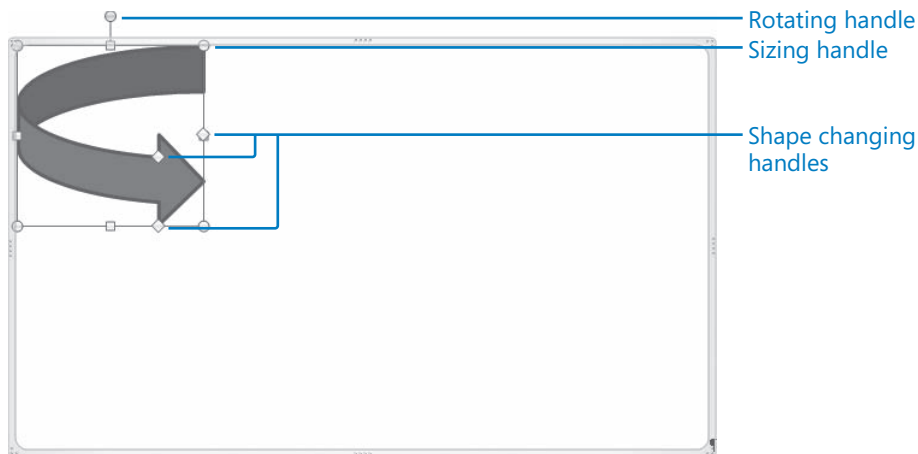 Rotating handle
Sizing handle
Shape changing
handles
¶